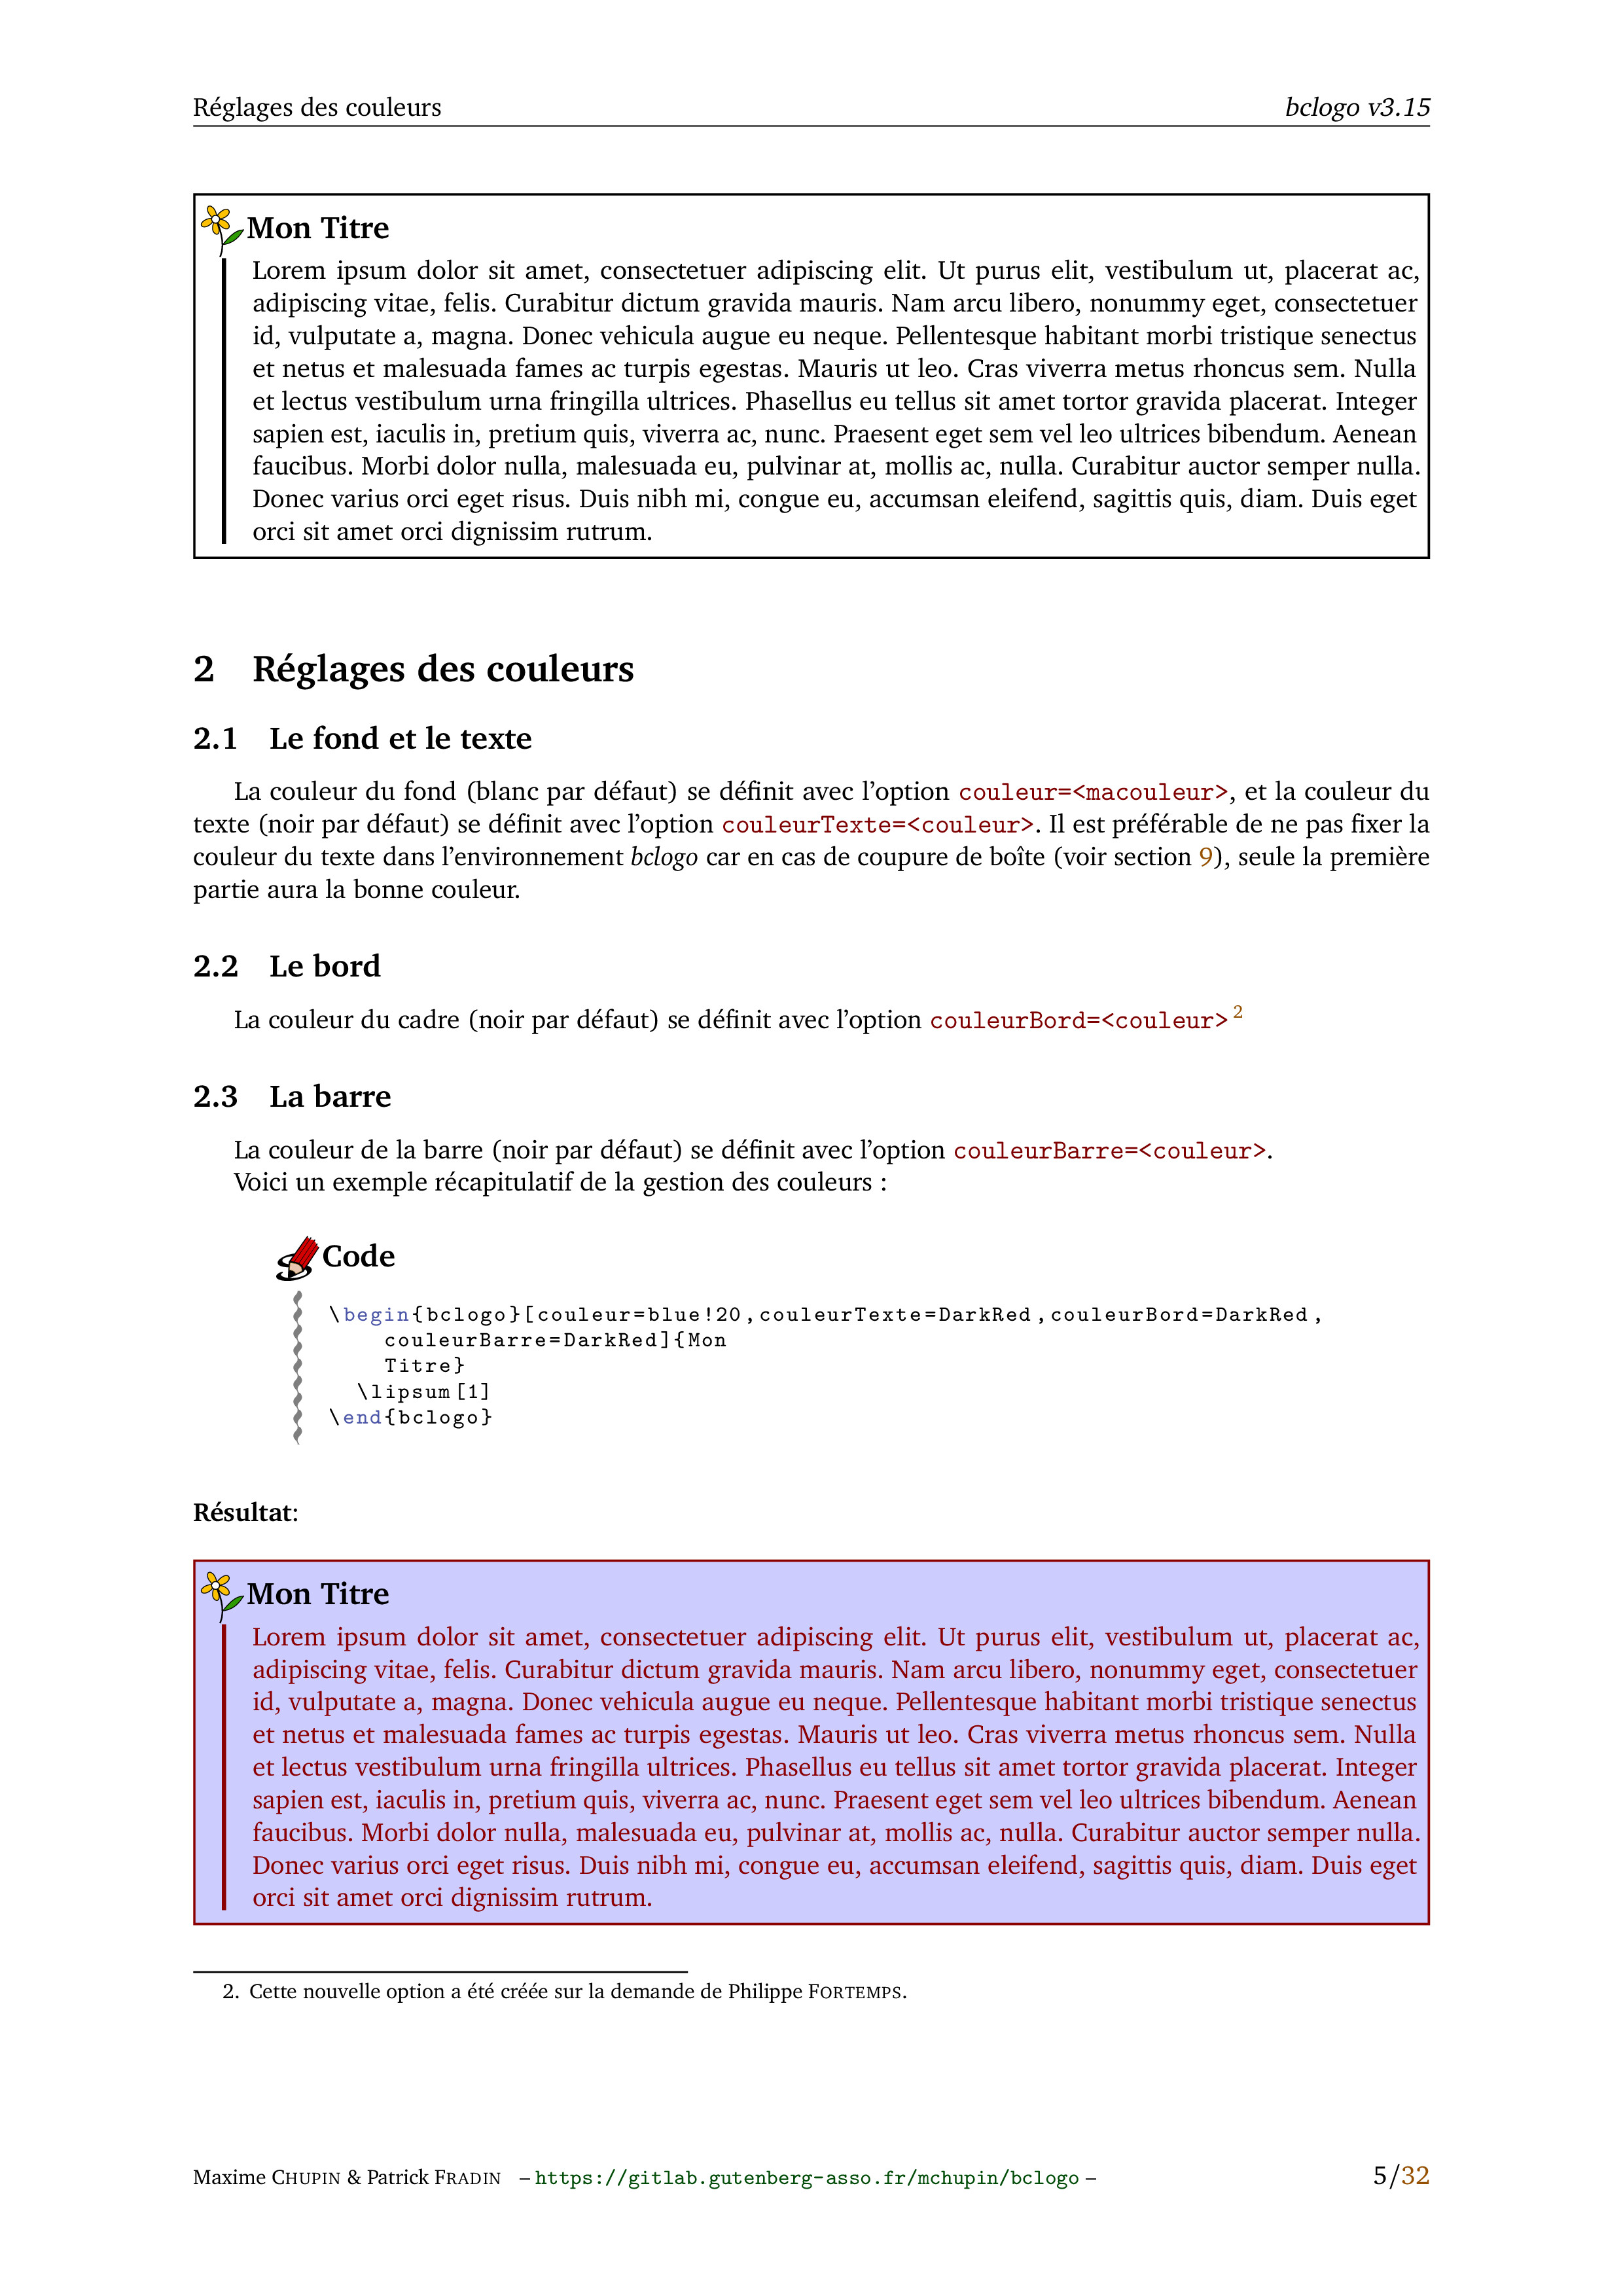 Réglages des couleurs
bclogo v3.15
Mon Titre
Lorem ipsum dolor sit amet, consectetuer adipiscing elit. Ut purus elit, vestibulum ut, placerat ac,
adipiscing vitae, felis. Curabitur dictum gravida mauris. Nam arcu libero, nonummy eget, consectetuer
id, vulputate a, magna. Donec vehicula augue eu neque. Pellentesque habitant morbi tristique senectus
et netus et malesuada fames ac turpis egestas. Mauris ut leo. Cras viverra metus rhoncus sem. Nulla
et lectus vestibulum urna fringilla ultrices. Phasellus eu tellus sit amet tortor gravida placerat. Integer
sapien est, iaculis in, pretium quis, viverra ac, nunc. Praesent eget sem vel leo ultrices bibendum. Aenean
faucibus. Morbi dolor nulla, malesuada eu, pulvinar at, mollis ac, nulla. Curabitur auctor semper nulla.
Donec varius orci eget risus. Duis nibh mi, congue eu, accumsan eleifend, sagittis quis, diam. Duis eget
orci sit amet orci dignissim rutrum.
2 Réglages des couleurs
2.1 Le fond et le texte
La couleur du fond (blanc par défaut) se définit avec l'option couleur=<macouleur>, et la couleur du
texte (noir par défaut) se définit avec l'option couleurTexte=<couleur>. Il est préférable de ne pas fixer la
couleur du texte dans l'environnement bclogo car en cas de coupure de boîte (voir section 9), seule la première
partie aura la bonne couleur.
2.2 Le bord
La couleur du cadre (noir par défaut) se définit avec l'option couleurBord=<couleur> 2
2.3 La barre
La couleur de la barre (noir par défaut) se définit avec l'option couleurBarre=<couleur>.
Voici un exemple récapitulatif de la gestion des couleurs :
Code
\begin{bclogo}[couleur=blue!20,couleurTexte=DarkRed,couleurBord=DarkRed,
couleurBarre=DarkRed]{Mon
Titre}
\lipsum[1]
\end{bclogo}
Résultat:
Mon Titre
Lorem ipsum dolor sit amet, consectetuer adipiscing elit. Ut purus elit, vestibulum ut, placerat ac,
adipiscing vitae, felis. Curabitur dictum gravida mauris. Nam arcu libero, nonummy eget, consectetuer
id, vulputate a, magna. Donec vehicula augue eu neque. Pellentesque habitant morbi tristique senectus
et netus et malesuada fames ac turpis egestas. Mauris ut leo. Cras viverra metus rhoncus sem. Nulla
et lectus vestibulum urna fringilla ultrices. Phasellus eu tellus sit amet tortor gravida placerat. Integer
sapien est, iaculis in, pretium quis, viverra ac, nunc. Praesent eget sem vel leo ultrices bibendum. Aenean
faucibus. Morbi dolor nulla, malesuada eu, pulvinar at, mollis ac, nulla. Curabitur auctor semper nulla.
Donec varius orci eget risus. Duis nibh mi, congue eu, accumsan eleifend, sagittis quis, diam. Duis eget
orci sit amet orci dignissim rutrum.
2. Cette nouvelle option a été créée sur la demande de Philippe FORTEMPS.
Maxime CHUPIN & Patrick FRADIN – https://gitlab.gutenberg-asso.fr/mchupin/bclogo –
5/32